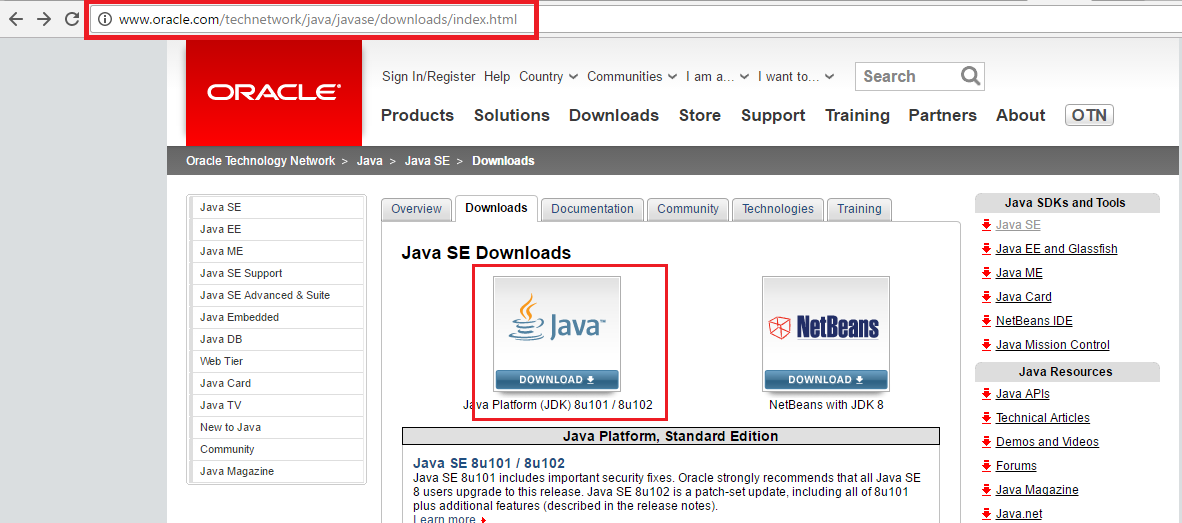 www.oracle.com/technetwork/java/javase/downloads/index.html
ORACLE®
Sign In/Register Help Country Communities I am a... I want to... Search
Products Solutions Downloads Store Support Training Partners About OTN
Oracle Technology Network > Java > Java SE > Downloads
Java SE
Java EE
Java ME
Java SE Support
Java SE Advanced & Suite
Java Embedded
Java DB
Web Tier
Java Card
Java TV
New to Java
Community
Java Magazine
Overview Downloads Documentation Community Technologies Training
Java SE Downloads
Java™
DOWNLOAD
Java Platform (JDK) 8u101 / 8u102
NetBeans
DOWNLOAD
NetBeans with JDK 8
Java Platform, Standard Edition
Java SE 8u101 / 8u102
Java SE 8u101 includes important security fixes. Oracle strongly recommends that all Java SE
8 users upgrade to this release. Java SE 8u102 is a patch-set update, including all of 8u101
plus additional features (described in the release notes).
Learn more
Java SDKs and Tools
Java SE
Java EE and Glassfish
Java ME
Java Card
NetBeans IDE
Java Mission Control
Java Resources
Java APIs
Technical Articles
Demos and Videos
Forums
Java Magazine
Java.net